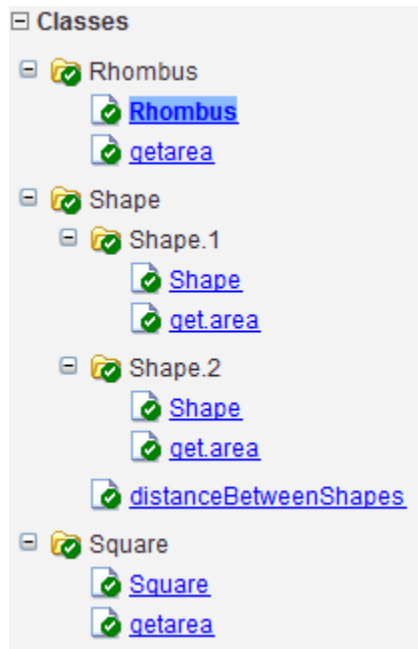 Classes
Rhombus
Rhombus
getarea
Shape
Shape.1
Shape
get.area
Shape.2
Shape
get.area
distanceBetweenShapes
Square
Square
getarea